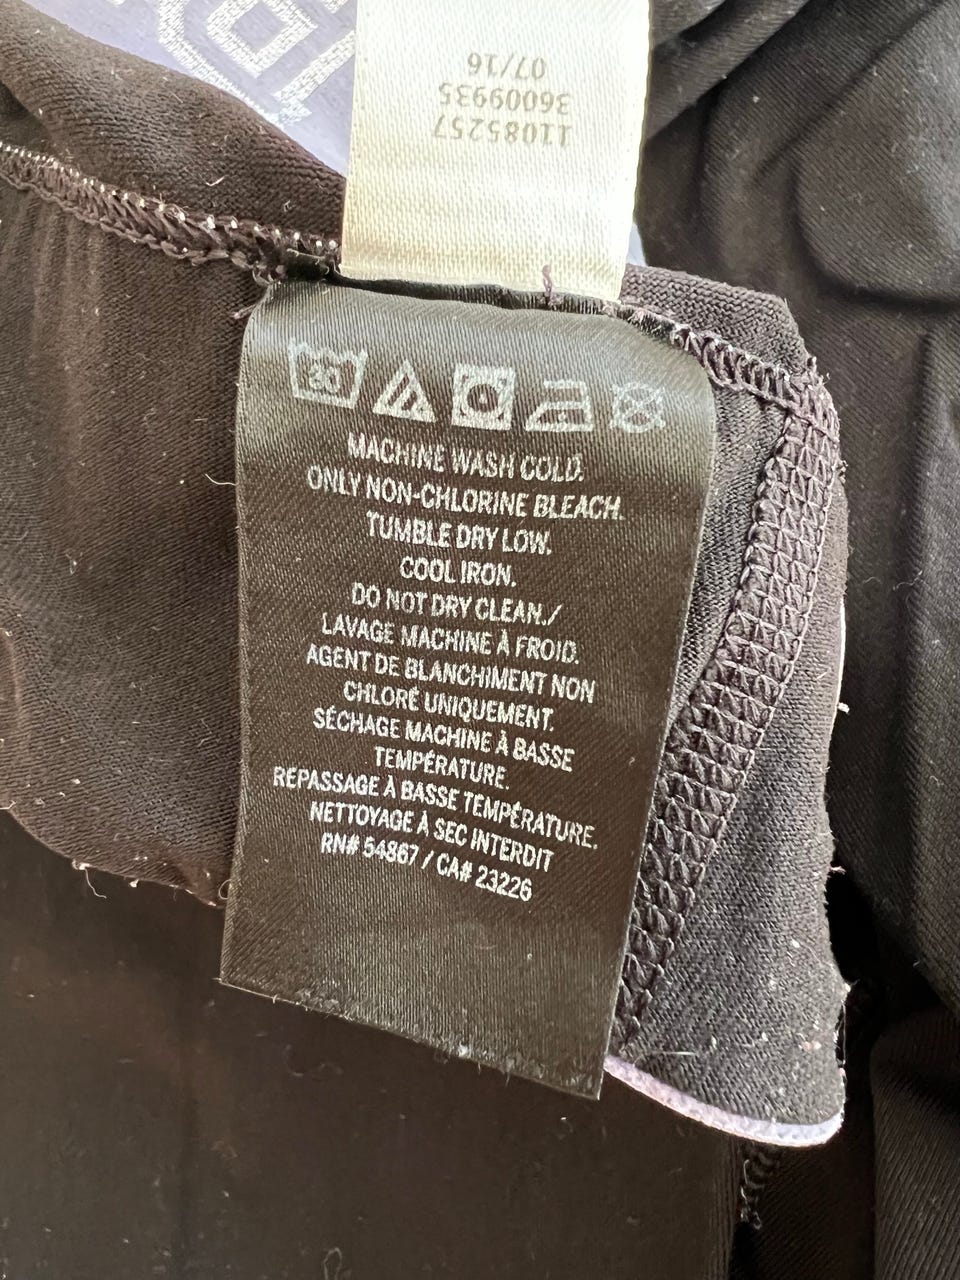 11085257
36009935
07/16
30
MACHINE WASH COLD.
ONLY NON-CHLORINE BLEACH.
TUMBLE DRY LOW.
COOL IRON.
DO NOT DRY CLEAN./
LAVAGE MACHINE À FROID.
AGENT DE BLANCHIMENT NON
CHLORÉ UNIQUEMENT.
SÉCHAGE MACHINE À BASSE
TEMPÉRATURE.
REPASSAGE À BASSE TEMPÉRATURE.
NETTOYAGE À SEC INTERDIT
RN# 54867 / CA# 23226